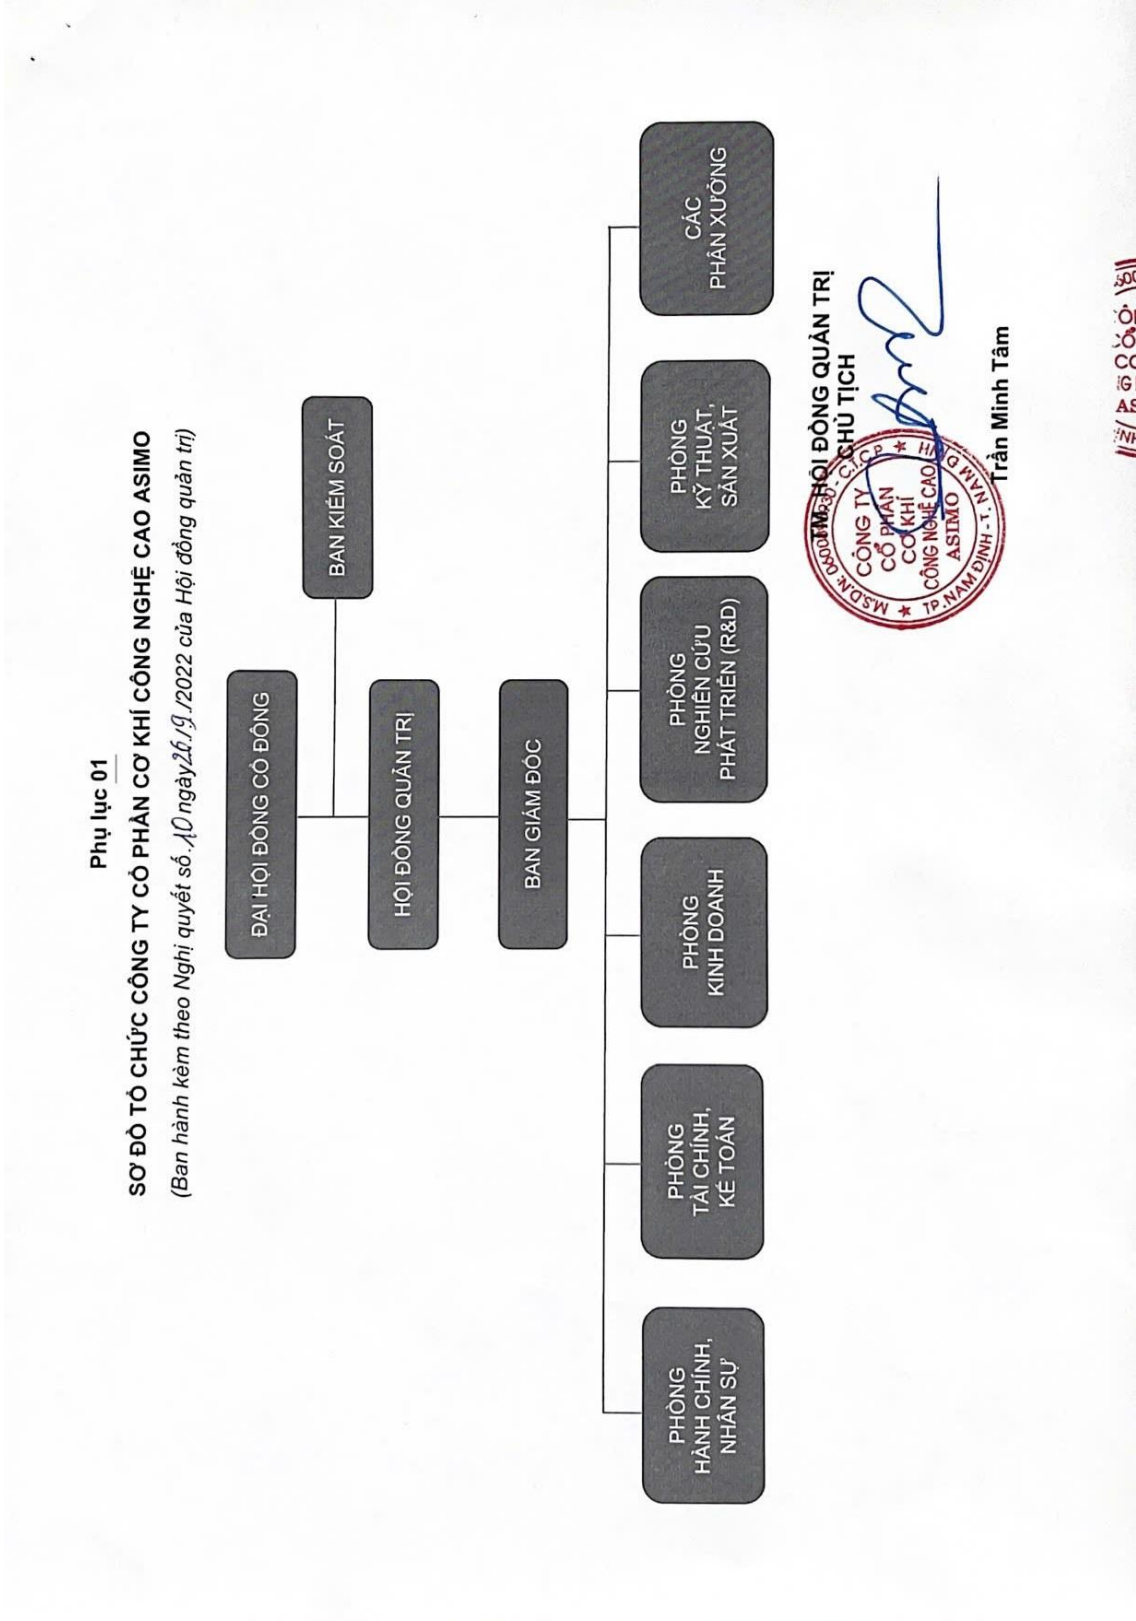 Phụ lục 01
SƠ ĐỒ TỔ CHỨC CÔNG TY CỔ PHẦN CƠ KHÍ CÔNG NGHỆ CAO ASIMO
(Ban hành kèm theo Nghị quyết số.10 ngày26./9./2022 của Hội đồng quản trị)
ĐẠI HỘI ĐỒNG CỔ ĐÔNG
BAN KIỂM SOÁT
HỘI ĐỒNG QUẢN TRỊ
BAN GIÁM ĐỐC
PHÒNG
HÀNH CHÍNH,
NHÂN SỰ
PHÒNG
TÀI CHÍNH,
KẾ TOÁN
PHÒNG
KINH DOANH
PHÒNG
NGHIÊN CỨU
PHÁT TRIỂN (R&D)
PHÒNG
KỸ THUẬT,
SẢN XUẤT
CÁC
PHÂN XƯỞNG
TM. HỘI ĐỒNG QUẢN TRỊ
CHỦ TỊCH
CÔNG TY
CỔ PHẦN
CƠ KHÍ
CÔNG NGHỆ CAO
ASIMO
TP.NAM ĐỊNH - T. NAM ĐỊNH
Trần Minh Tâm